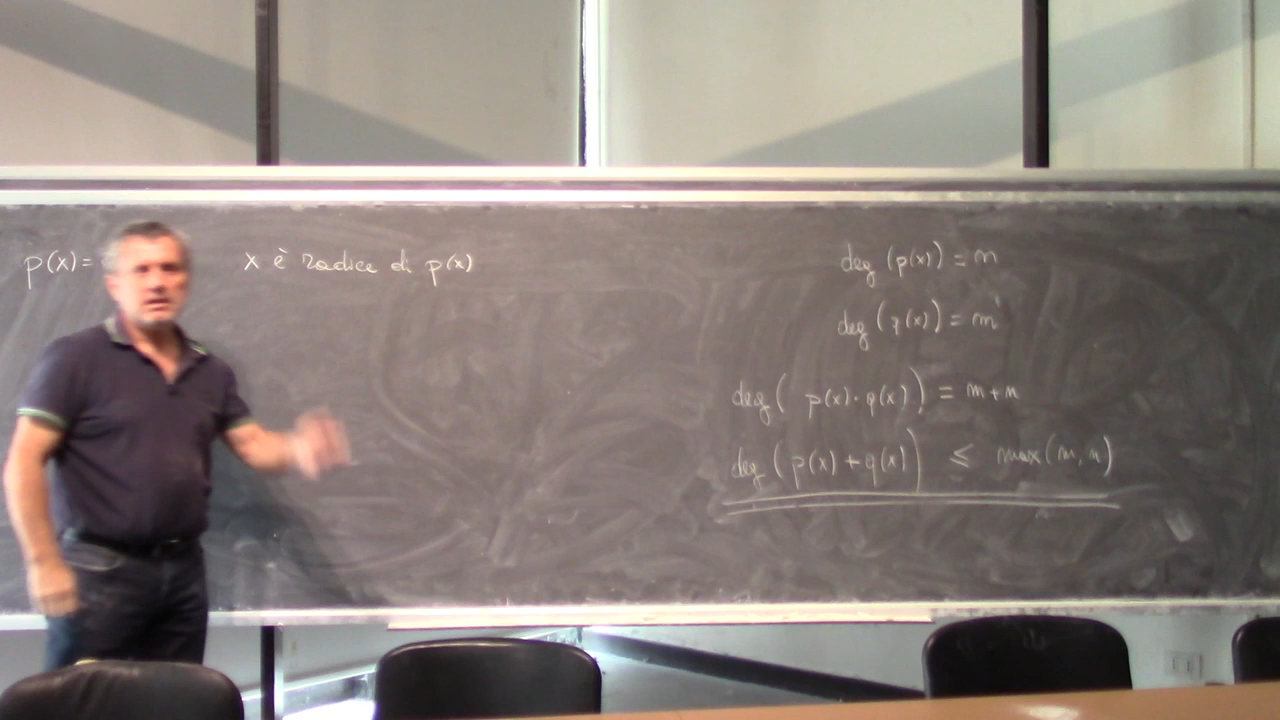 p(x)=
x è radice di p(x)
deg (p(x)) = n
deg (q(x)) = m
deg ( p(x)·q(x)) = m+n
deg (p(x)+q(x)) ≤ max(m,n)